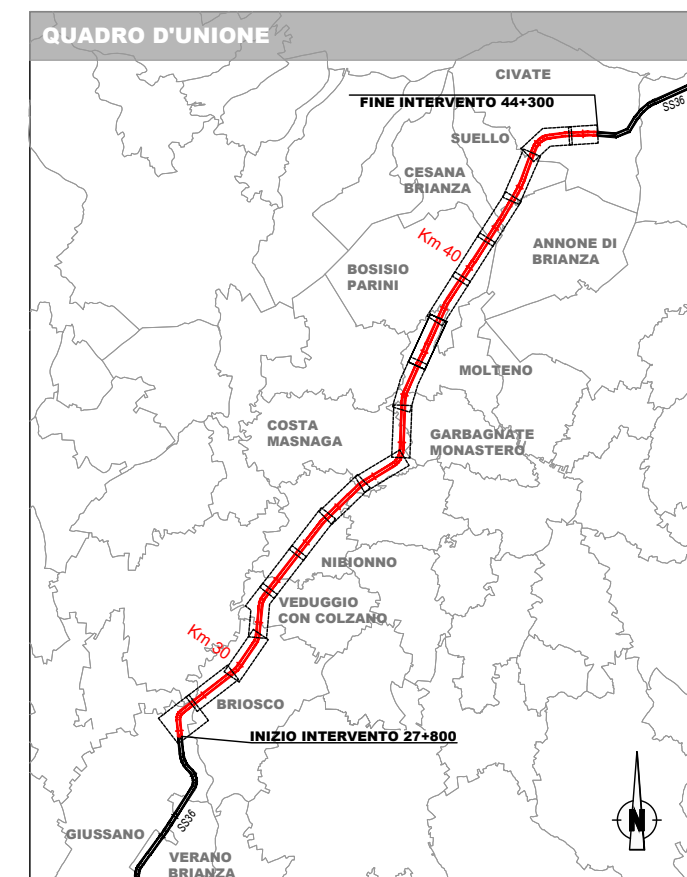 QUADRO D'UNIONE
CIVATE
FINE INTERVENTO 44+300
SS36
SUELLO
CESANA
BRIANZA
Km 40
ANNONE DI
BRIANZA
BOSISIO
PARINI
MOLTENO
COSTA
MASNAGA
GARBAGNATE
MONASTERO
NIBIONNO
VEDUGGIO
CON COLZANO
Km 30
BRIOSCO
INIZIO INTERVENTO 27+800
SS36
GIUSSANO
N
VERANO
BRIANZA